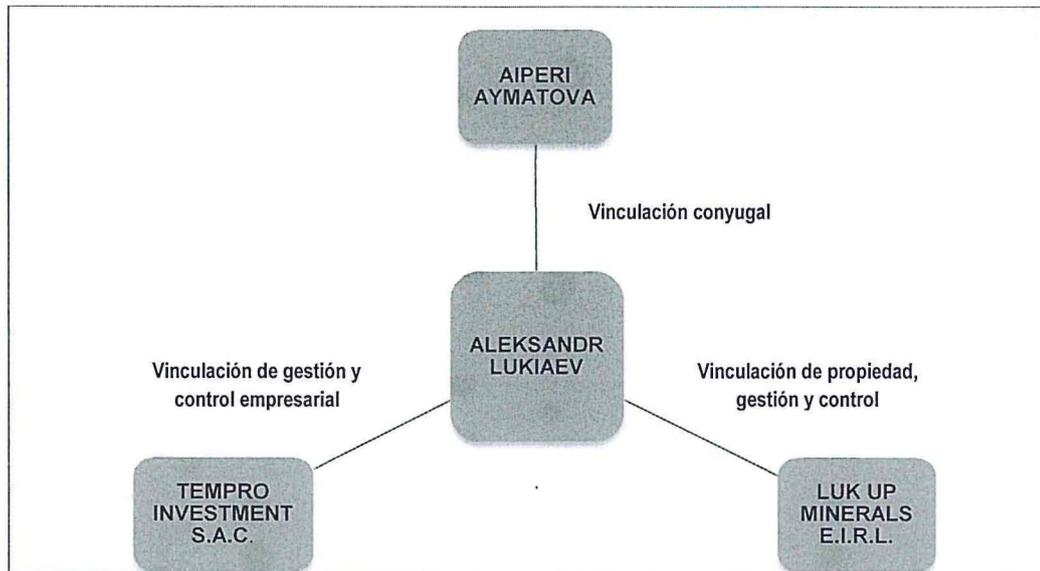 AIPERI
AYMATOVA
Vinculación conyugal
ALEKSANDR
LUKIAEV
Vinculación de gestión y
control empresarial
Vinculación de propiedad,
gestión y control
TEMPRO
INVESTMENT
S.A.C.
LUK UP
MINERALS
E.I.R.L.